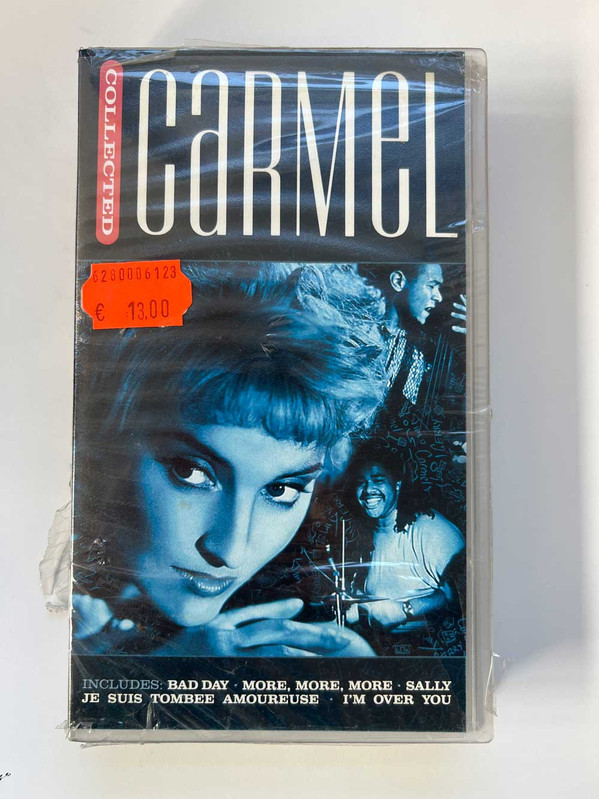 COLLECTED
CaRMeL
6280006123
€ 13.00
INCLUDES: BAD DAY · MORE, MORE, MORE · SALLY
JE SUIS TOMBEE AMOUREUSE · I'M OVER YOU